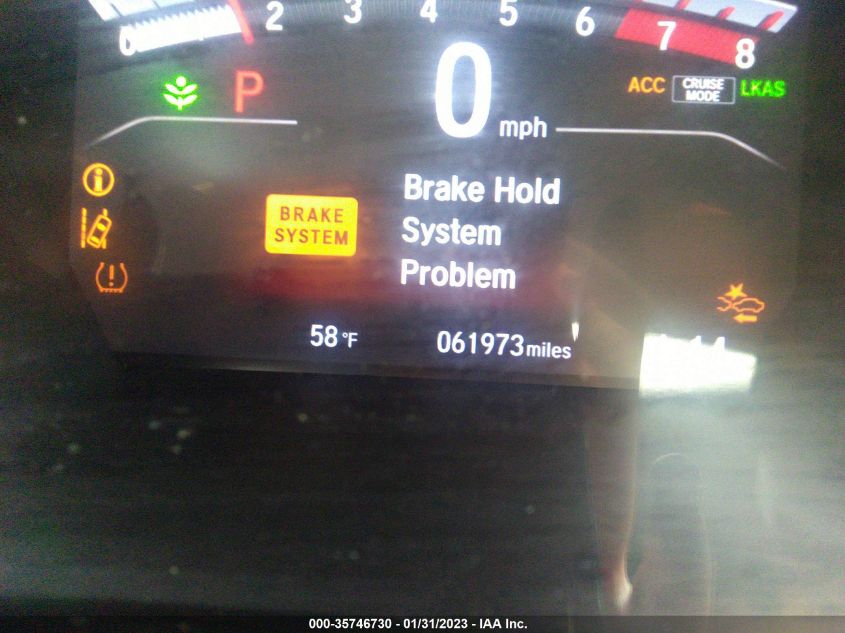 0 2 3 4 5 6 7 8
P
0 mph
ACC CRUISE MODE LKAS
BRAKE SYSTEM
Brake Hold
System
Problem
58°F
061973 miles
000-35746730 - 01/31/2023 - IAA Inc.